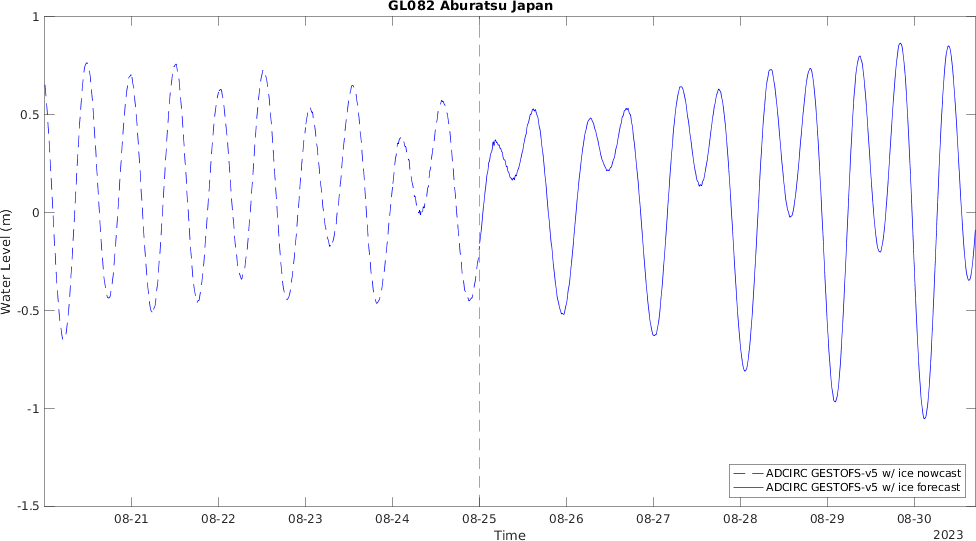 GL082 Aburatsu Japan
Water Level (m)
1
0.5
0
-0.5
-1
-1.5
08-21 08-22 08-23 08-24 08-25 08-26 08-27 08-28 08-29 08-30
Time
2023
ADCIRC GESTOFS-v5 w/ ice nowcast
ADCIRC GESTOFS-v5 w/ ice forecast